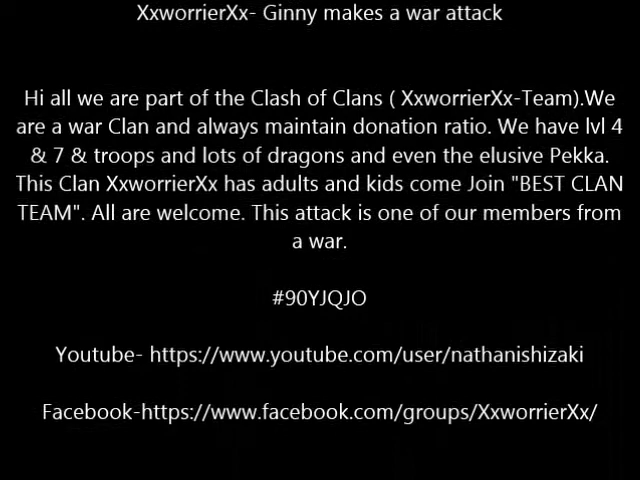 XxworrierXx- Ginny makes a war attack
Hi all we are part of the Clash of Clans ( XxworrierXx-Team).We
are a war Clan and always maintain donation ratio. We have lvl 4
& 7 & troops and lots of dragons and even the elusive Pekka.
This Clan XxworrierXx has adults and kids come Join "BEST CLAN
TEAM". All are welcome. This attack is one of our members from
a war.
#90YJQJO
Youtube- https://www.youtube.com/user/nathanishizaki
Facebook-https://www.facebook.com/groups/XxworrierXx/